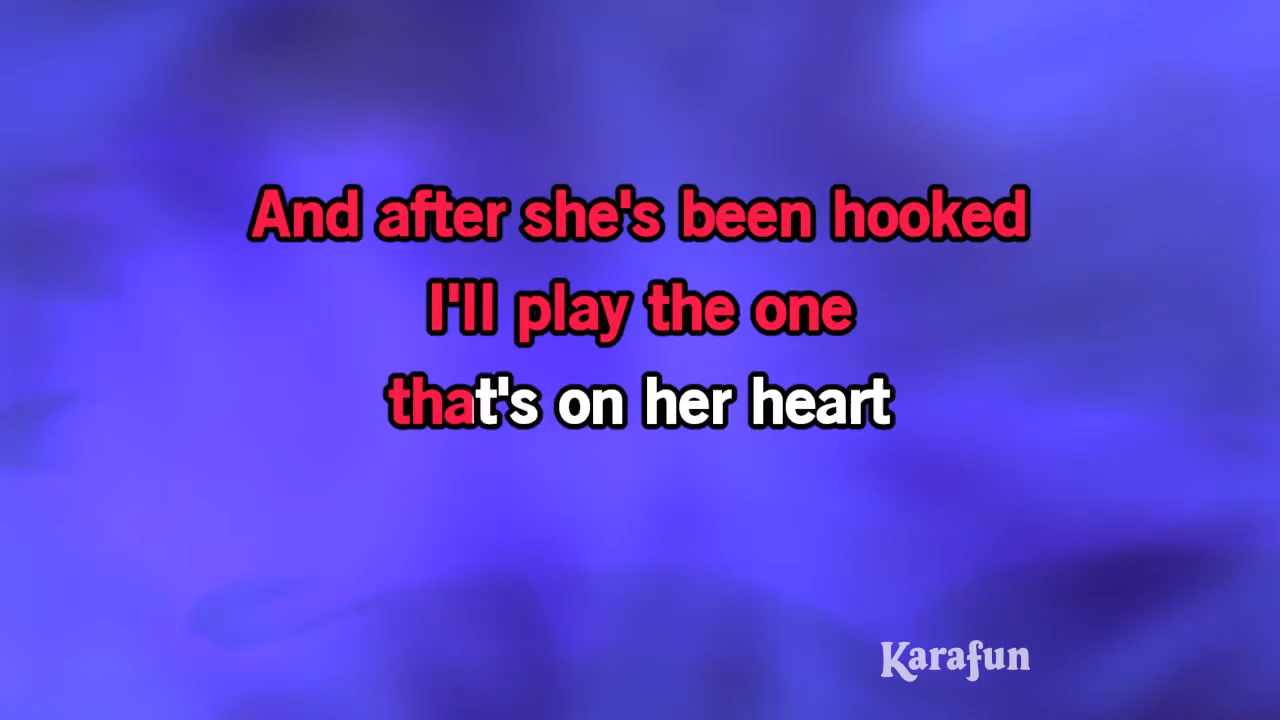 And after she's been hooked
I'll play the one
that's on her heart
Karafun